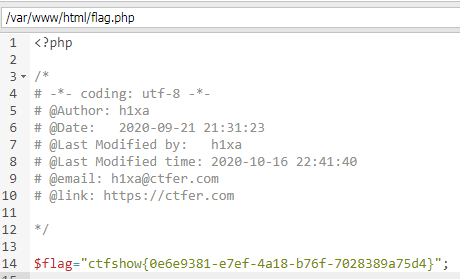 /var/www/html/flag.php
1 <?php
2
3 /*
4 # -*- coding: utf-8 -*-
5 # @Author: h1xa
6 # @Date:   2020-09-21 21:31:23
7 # @Last Modified by:   h1xa
8 # @Last Modified time: 2020-10-16 22:41:40
9 # @email: h1xa@ctfer.com
10 # @link: https://ctfer.com
11
12 */
13
14 $flag="ctfshow{0e6e9381-e7ef-4a18-b76f-7028389a75d4}";
15